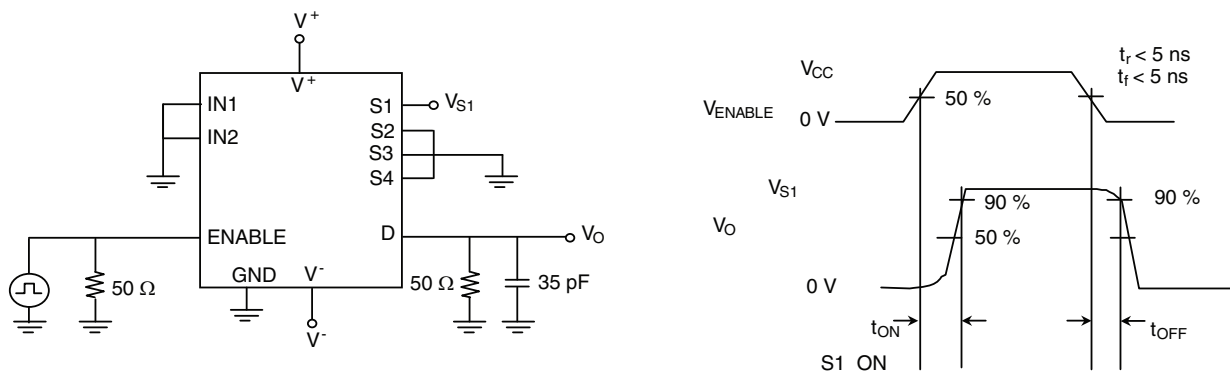 V+
V+
IN1
IN2
S1
VS1
S2
S3
S4
ENABLE
D
VO
GND
V-
50 Ω
50 Ω
35 pF
V-
VCC
tr < 5 ns
tf < 5 ns
50 %
VENABLE
0 V
VS1
90 %
90 %
VO
50 %
0 V
tON
tOFF
S1 ON